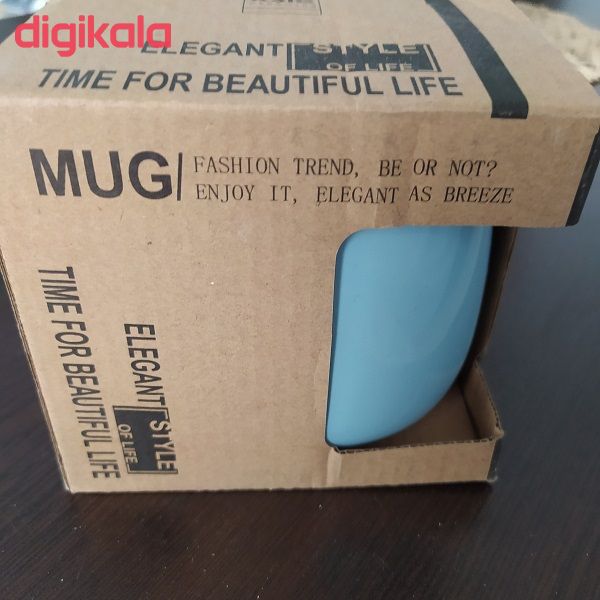 digikala
ELEGANT STYLE
OF LIFE
TIME FOR BEAUTIFUL LIFE
MUG
FASHION TREND, BE OR NOT?
ENJOY IT, ELEGANT AS BREEZE
TIME FOR BEAUTIFUL LIFE
ELEGANT STYLE
OF LIFE